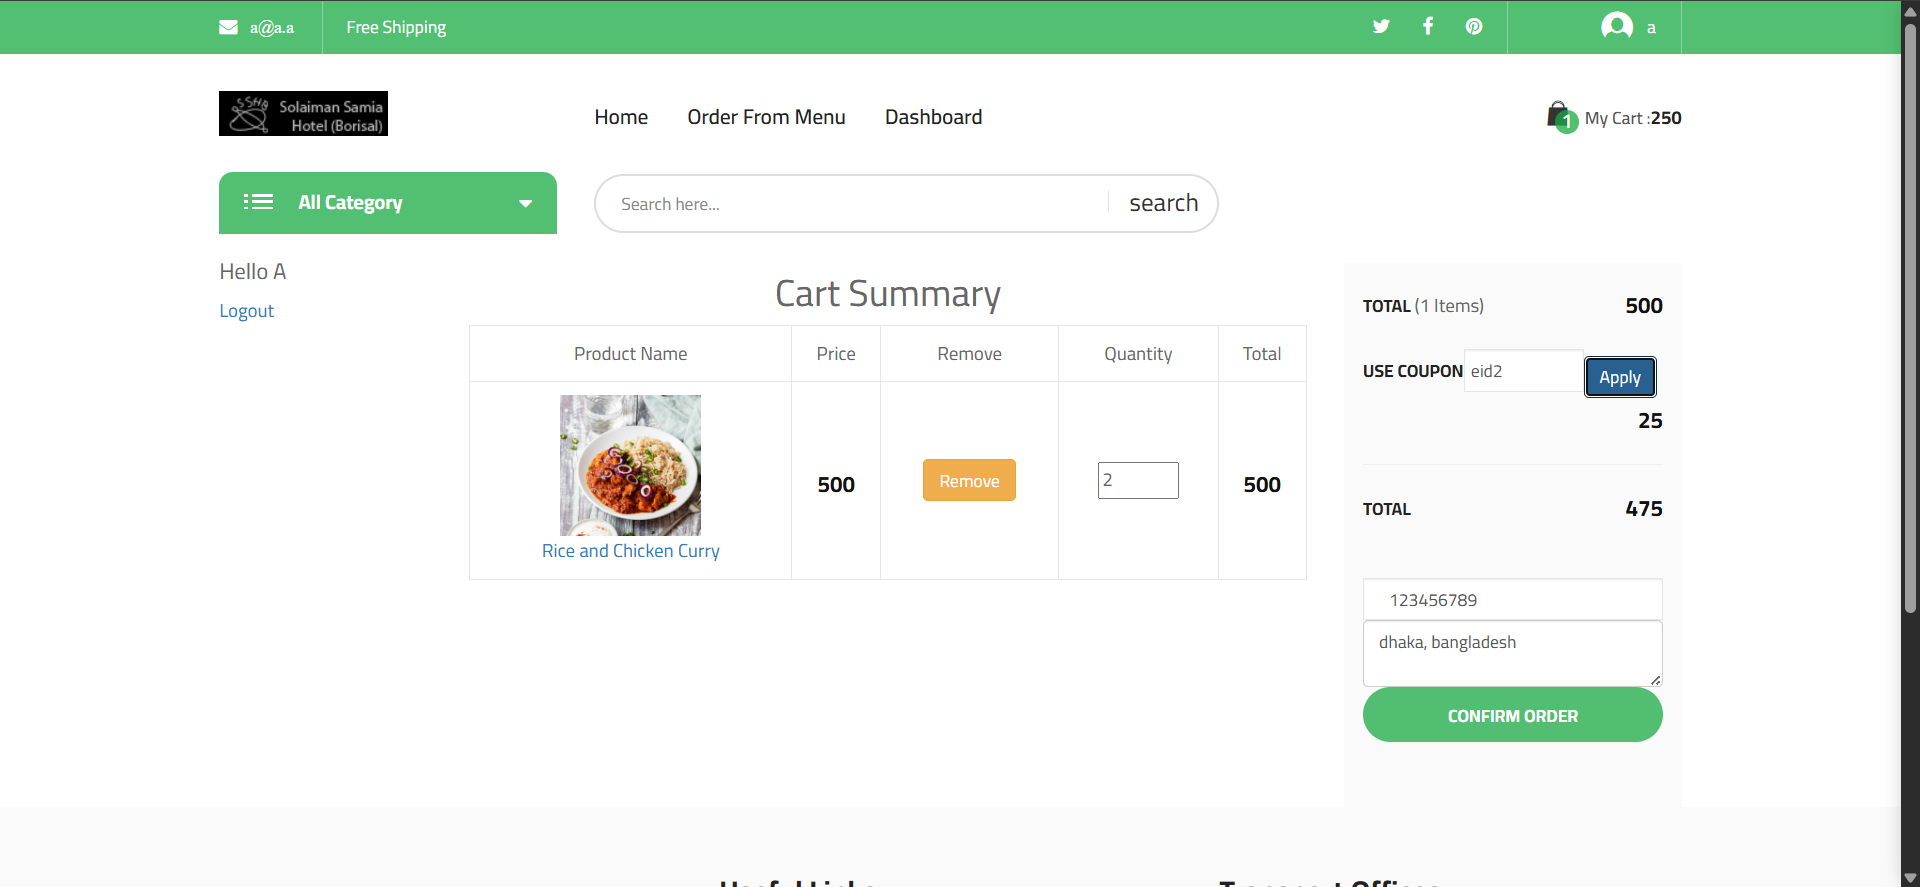 a@a.a
Free Shipping
a
SSHB
Solaiman Samia
Hotel (Borisal)
Home
Order From Menu
Dashboard
1
My Cart :250
All Category
Search here...
search
Hello A
Logout
Cart Summary
Product Name
Price
Remove
Quantity
Total
Rice and Chicken Curry
500
Remove
2
500
TOTAL (1 Items)
500
USE COUPON
eid2
Apply
25
TOTAL
475
123456789
dhaka, bangladesh
CONFIRM ORDER